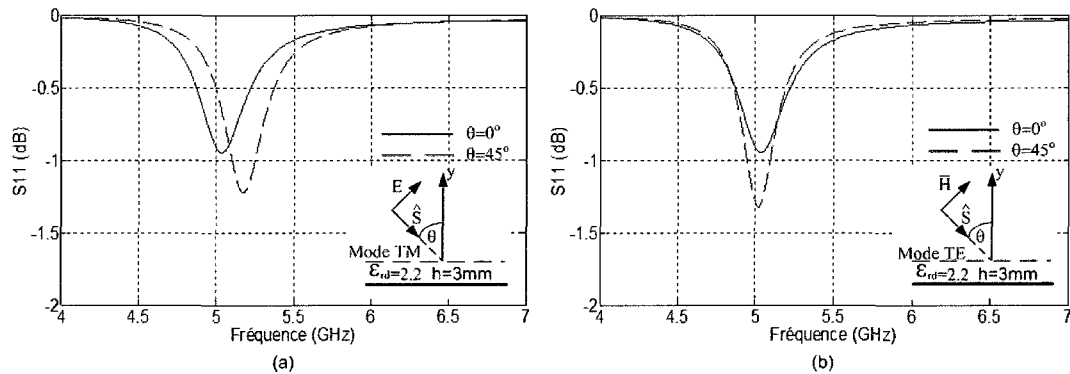 0
-0.5
-1
-1.5
-2
S11 (dB)
4
4.5
5
5.5
6
6.5
7
Fréquence (GHz)
θ=0°
θ=45°
y
E
Ŝ
θ
Mode TM
εrd=2.2 h=3mm
(a)
0
-0.5
-1
-1.5
-2
S11 (dB)
4
4.5
5
5.5
6
6.5
7
Fréquence (GHz)
θ=0°
θ=45°
y
H̅
Ŝ
θ
Mode TE
εrd=2.2 h=3mm
(b)